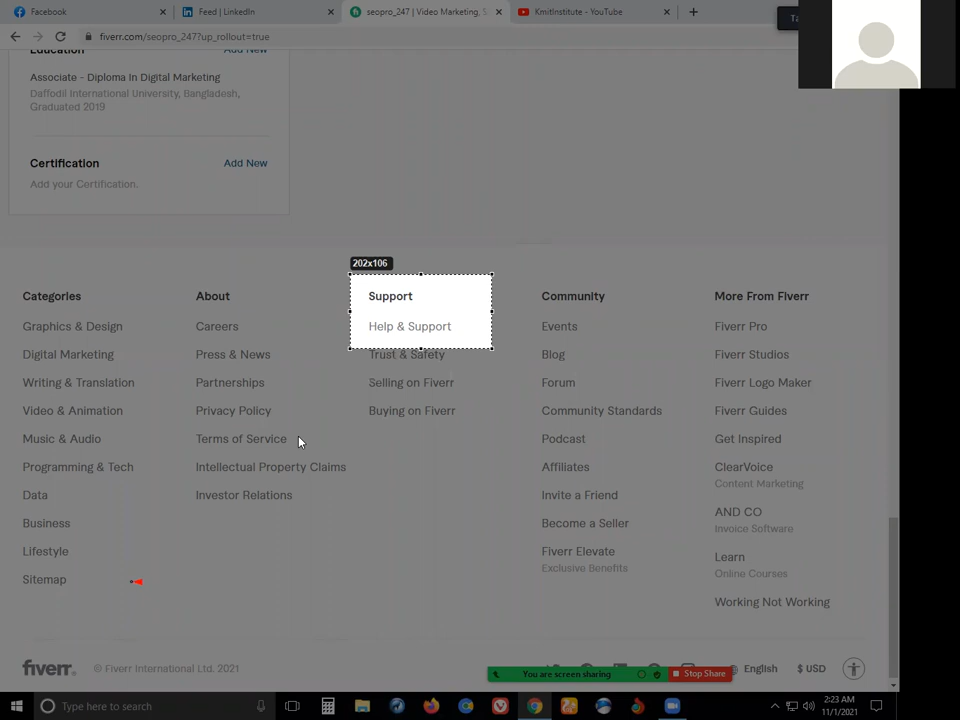 Facebook
Feed | LinkedIn
seopro_247 | Video Marketing, S
KmitInstitute - YouTube
fiverr.com/seopro_247?up_rollout=true
Education Add New
Associate - Diploma In Digital Marketing
Daffodil International University, Bangladesh,
Graduated 2019
Certification Add New
Add your Certification.
202x106
Categories
Graphics & Design
Digital Marketing
Writing & Translation
Video & Animation
Music & Audio
Programming & Tech
Data
Business
Lifestyle
Sitemap
About
Careers
Press & News
Partnerships
Privacy Policy
Terms of Service
Intellectual Property Claims
Investor Relations
Support
Help & Support
Trust & Safety
Selling on Fiverr
Buying on Fiverr
Community
Events
Blog
Forum
Community Standards
Podcast
Affiliates
Invite a Friend
Become a Seller
Fiverr Elevate
Exclusive Benefits
More From Fiverr
Fiverr Pro
Fiverr Studios
Fiverr Logo Maker
Fiverr Guides
Get Inspired
ClearVoice
Content Marketing
AND CO
Invoice Software
Learn
Online Courses
Working Not Working
fiverr. © Fiverr International Ltd. 2021
English $ USD
You are screen sharing Stop Share
Type here to search
2:23 AM
11/1/2021